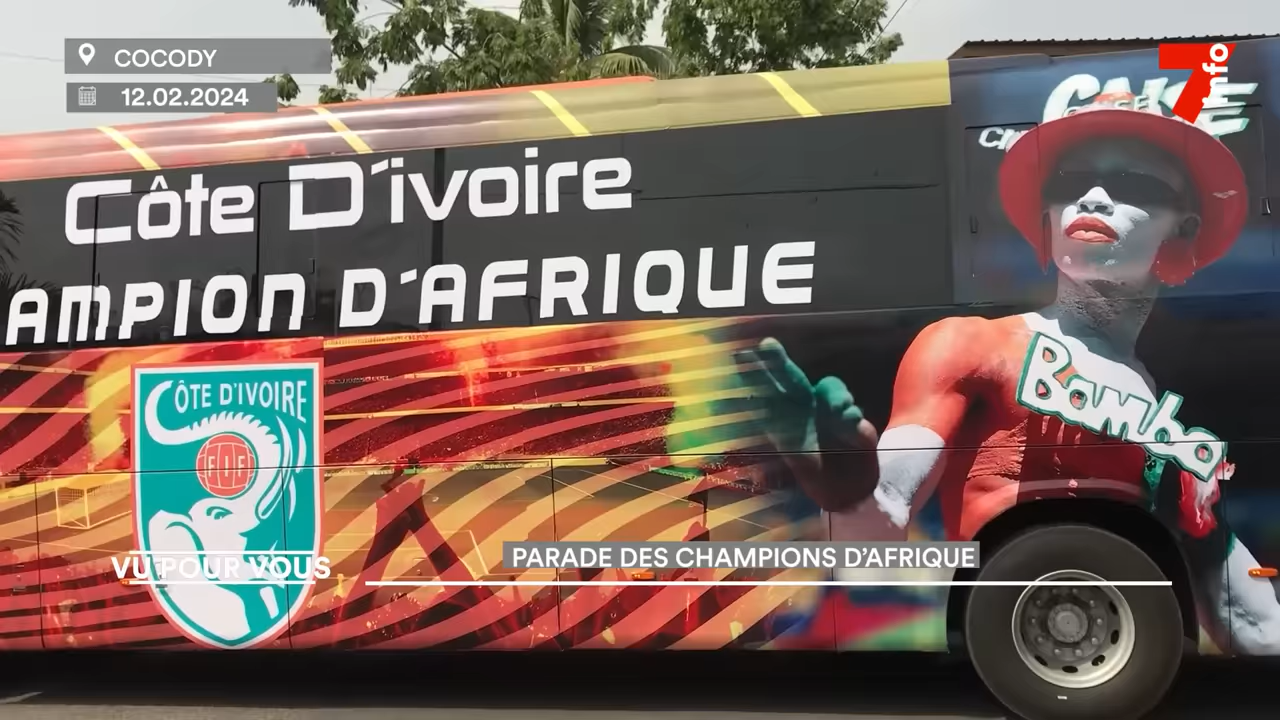 COCODY
12.02.2024
7info
Côte D'ivoire
AMPION D'AFRIQUE
CÔTE D'IVOIRE
FIF
Bambo
VU POUR VOUS
PARADE DES CHAMPIONS D'AFRIQUE